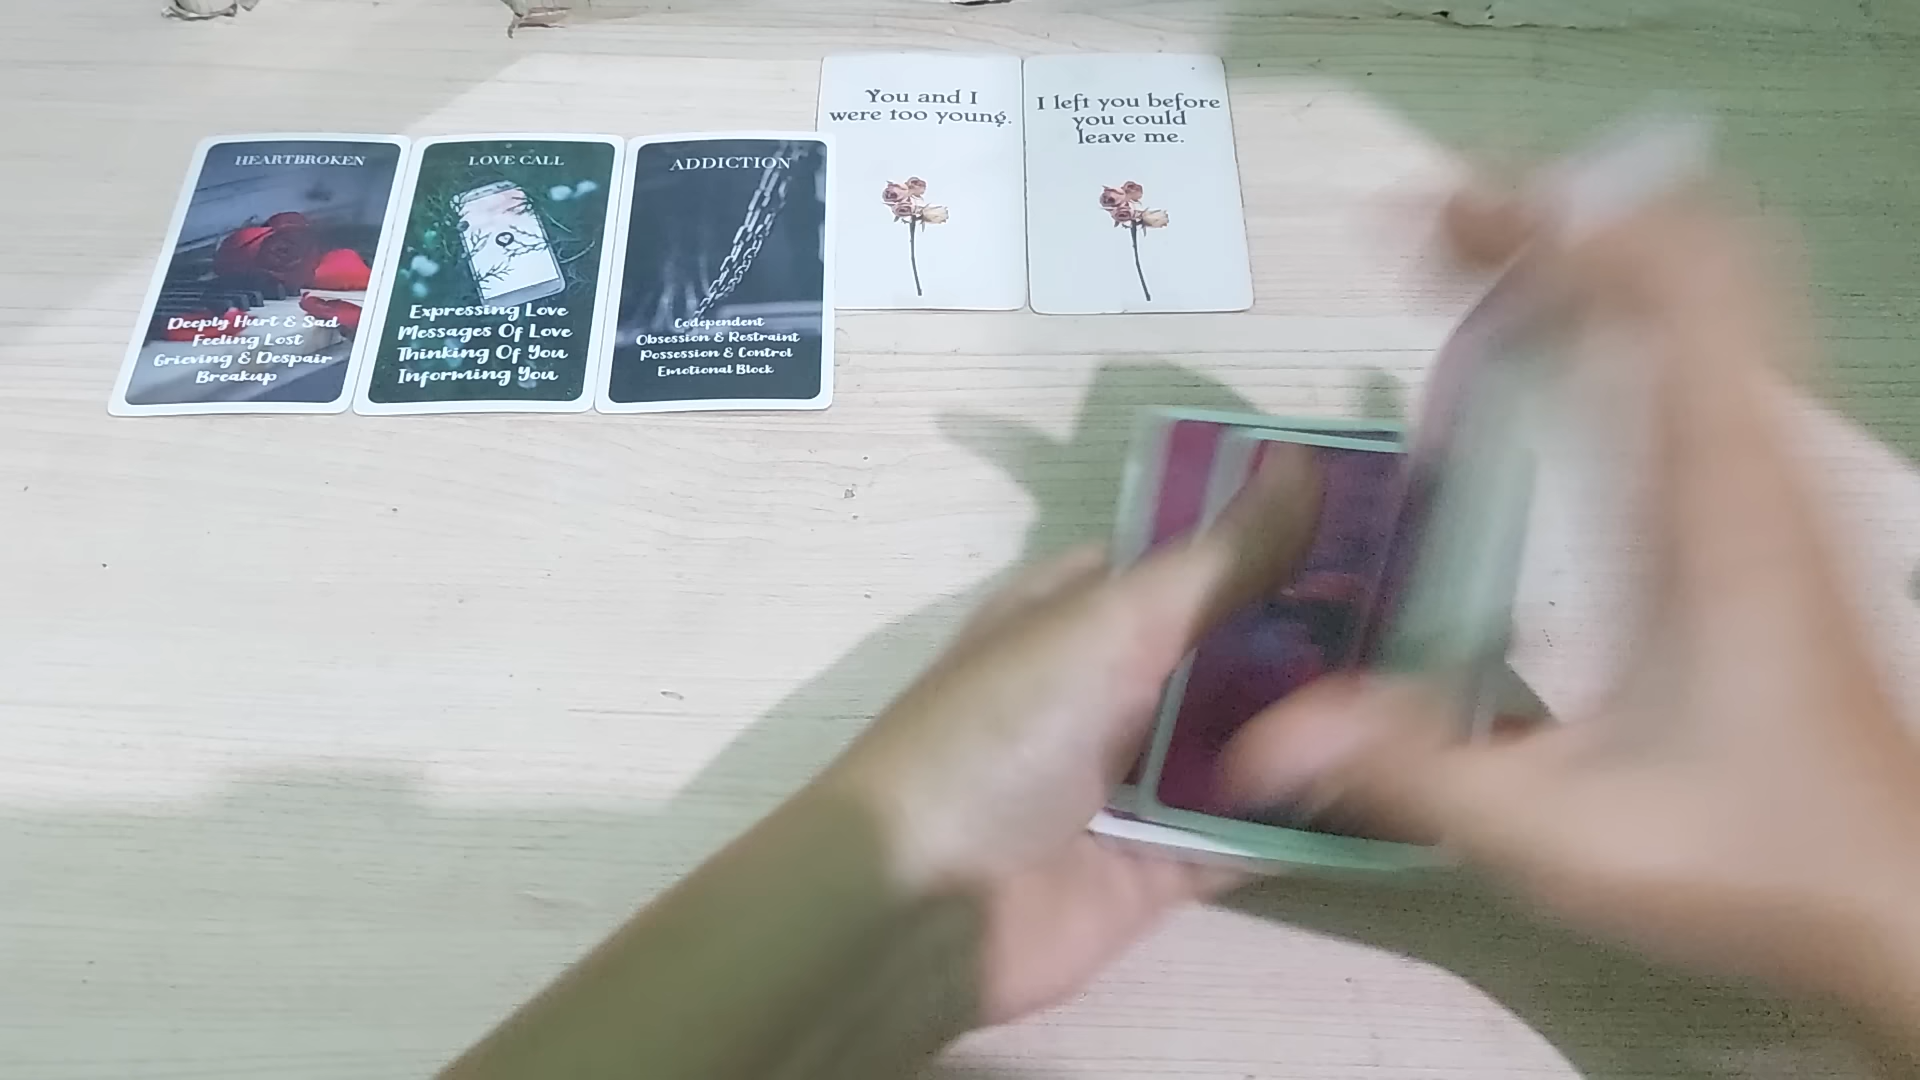 HEARTBROKEN
Deeply Hurt & Sad
Feeling Lost
Grieving & Despair
Breakup
LOVE CALL
Expressing Love
Messages Of Love
Thinking Of You
Informing You
ADDICTION
Codependent
Obsession & Restraint
Possession & Control
Emotional Block
You and I
were too young.
I left you before
you could
leave me.